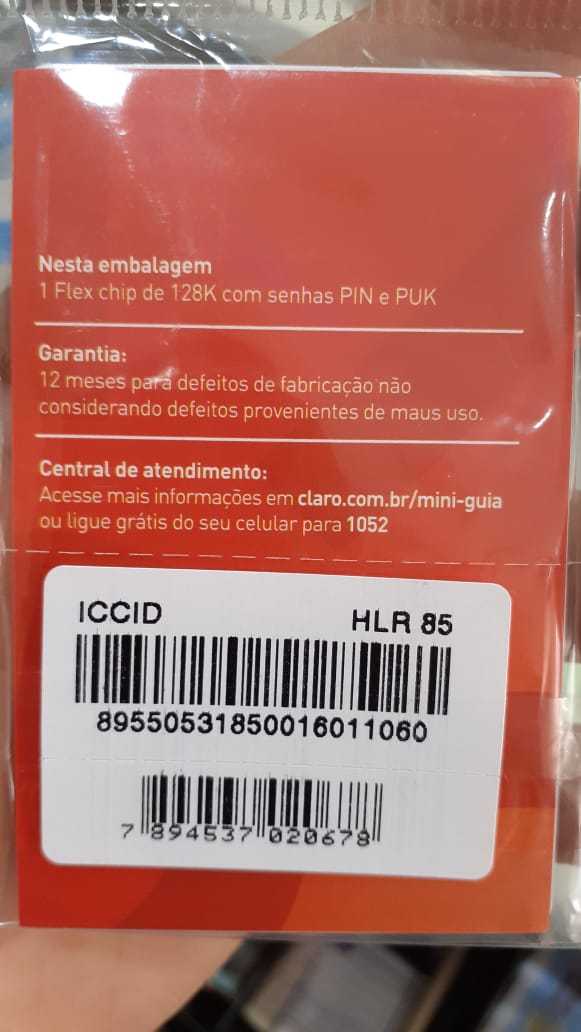 Nesta embalagem
1 Flex chip de 128K com senhas PIN e PUK
Garantia:
12 meses para defeitos de fabricação não
considerando defeitos provenientes de maus uso.
Central de atendimento:
Acesse mais informações em claro.com.br/mini-guia
ou ligue grátis do seu celular para 1052
ICCID HLR 85
89550531850016011060
7 894537 020678